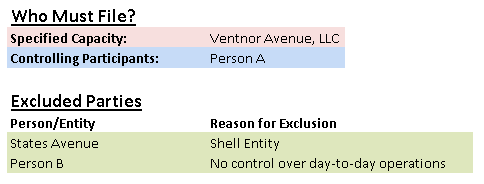 Who Must File?
Specified Capacity: Ventnor Avenue, LLC
Controlling Participants: Person A
Excluded Parties
Person/Entity Reason for Exclusion
States Avenue Shell Entity
Person B No control over day-to-day operations